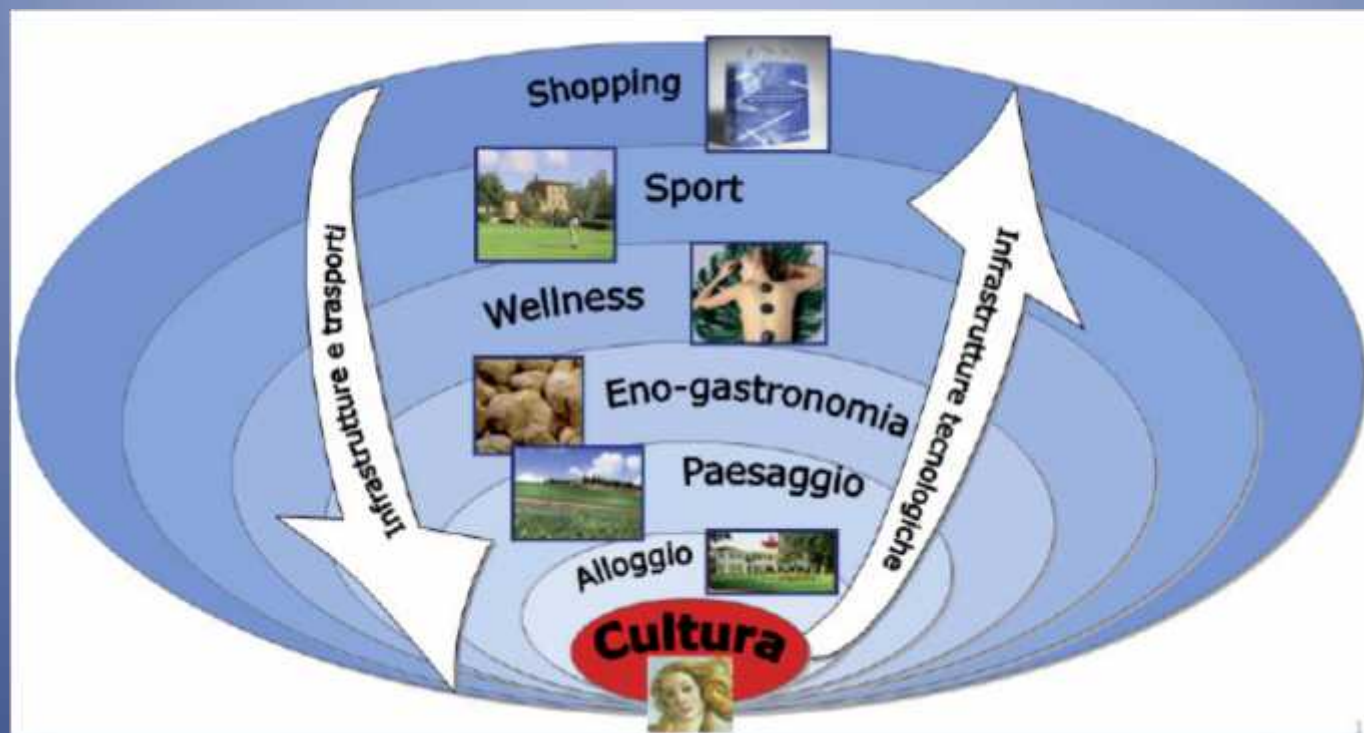 Shopping
Sport
Wellness
Eno-gastronomia
Paesaggio
Alloggio
Cultura
Infrastrutture e trasporti
Infrastrutture tecnologiche